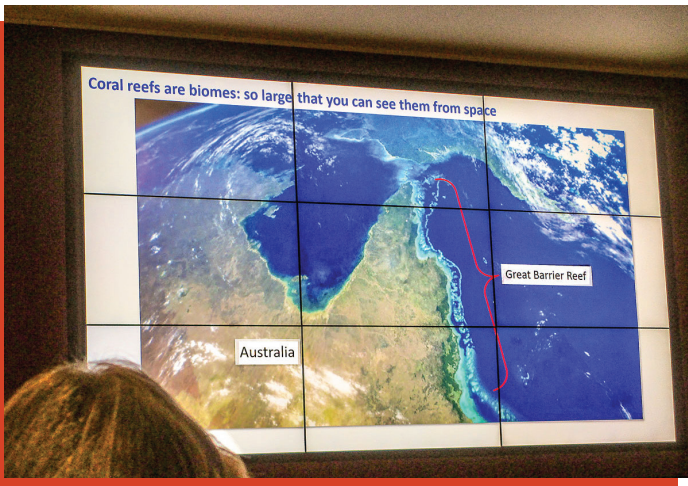 Coral reefs are biomes: so large that you can see them from space
Great Barrier Reef
Australia